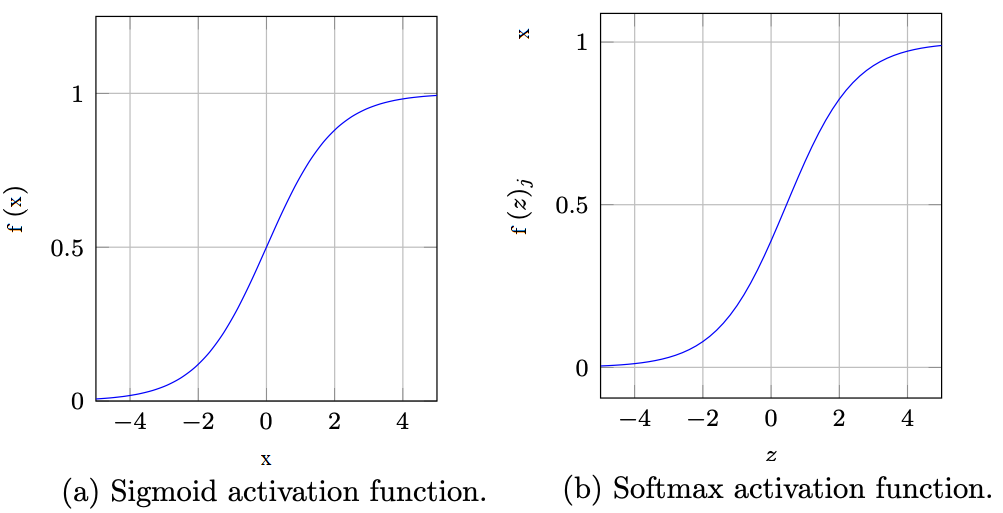 1
0.5
0
−4 −2 0 2 4
f (x)
x
(a) Sigmoid activation function.
x
1
0.5
0
−4 −2 0 2 4
f (z)j
z
(b) Softmax activation function.